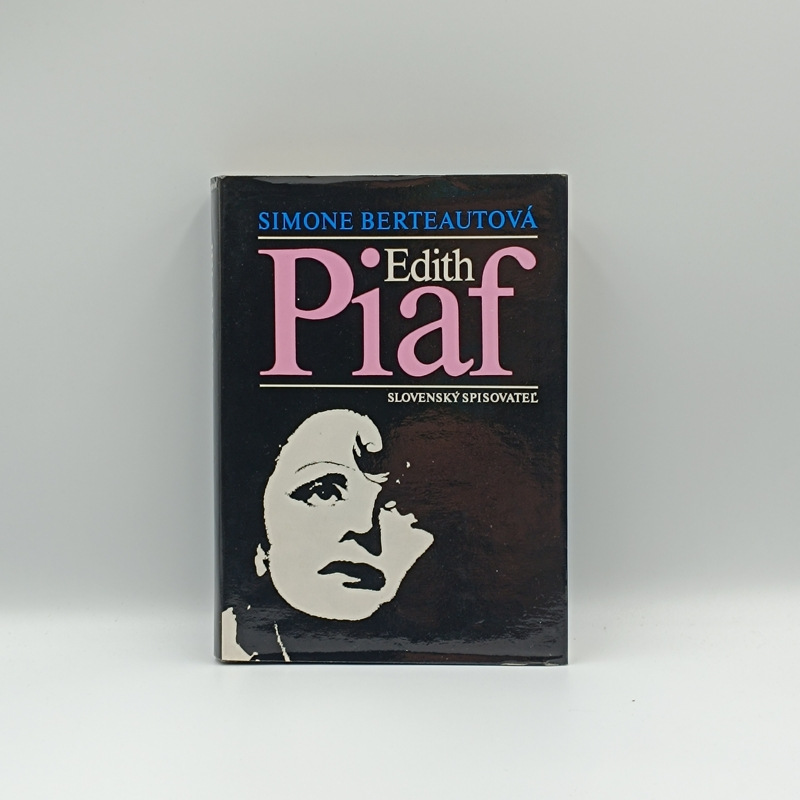 SIMONE BERTEAUTOVÁ
Edith
Piaf
SLOVENSKÝ SPISOVATEĽ